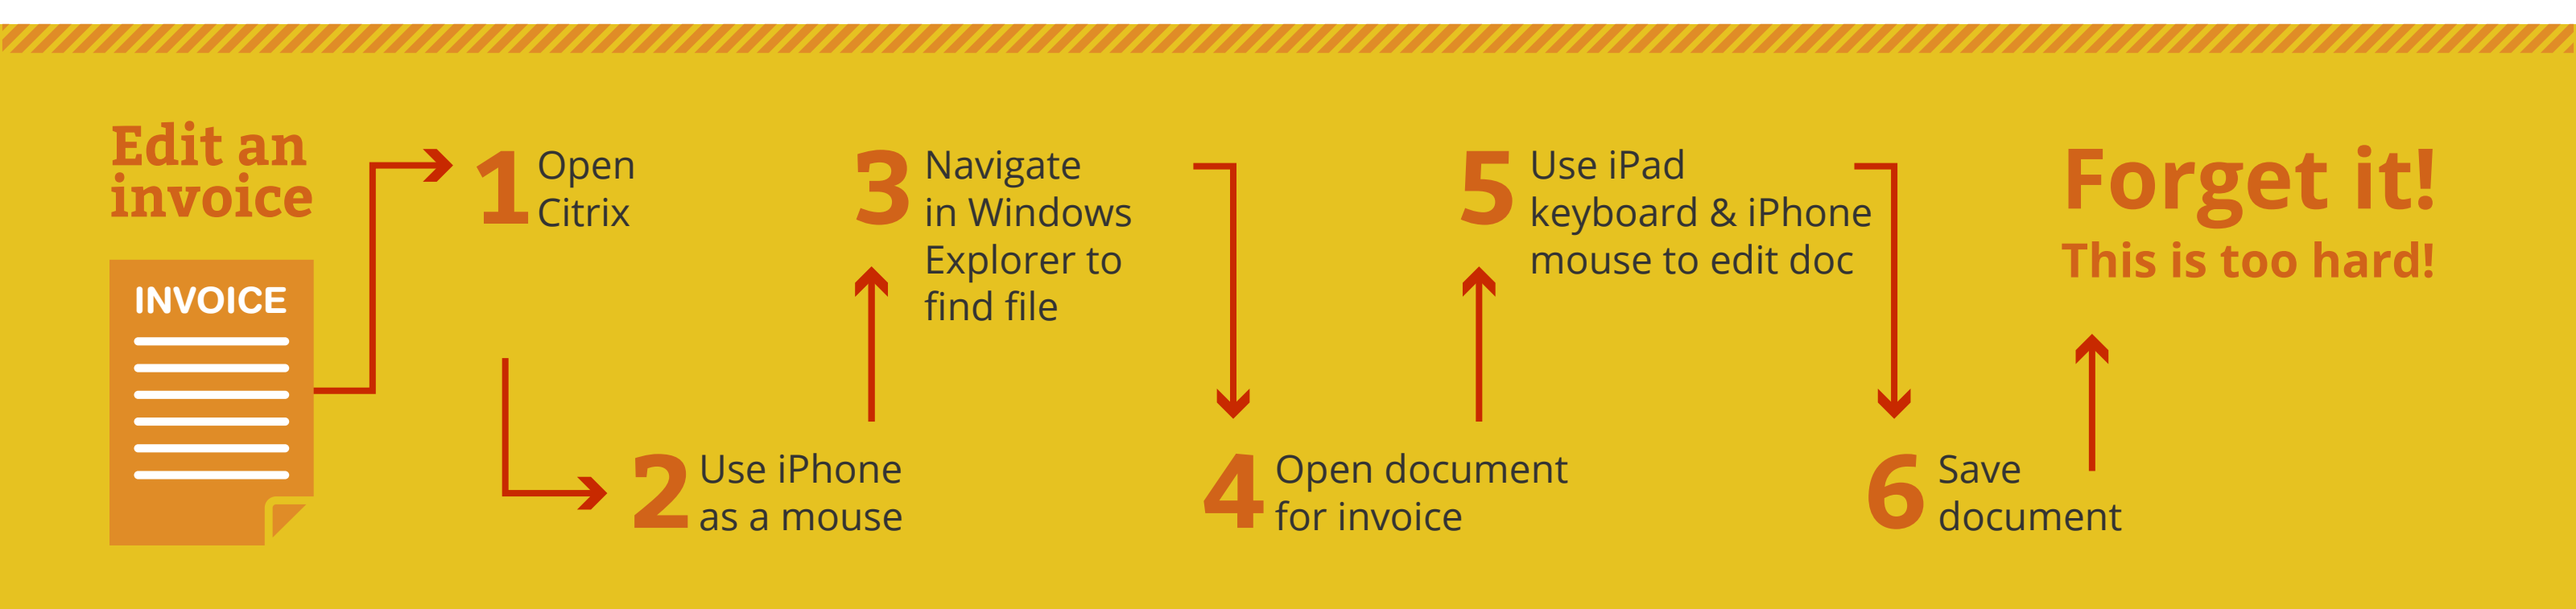 Edit an
invoice
INVOICE
1 Open
Citrix
2 Use iPhone
as a mouse
3 Navigate
in Windows
Explorer to
find file
4 Open document
for invoice
5 Use iPad
keyboard & iPhone
mouse to edit doc
6 Save
document
Forget it!
This is too hard!